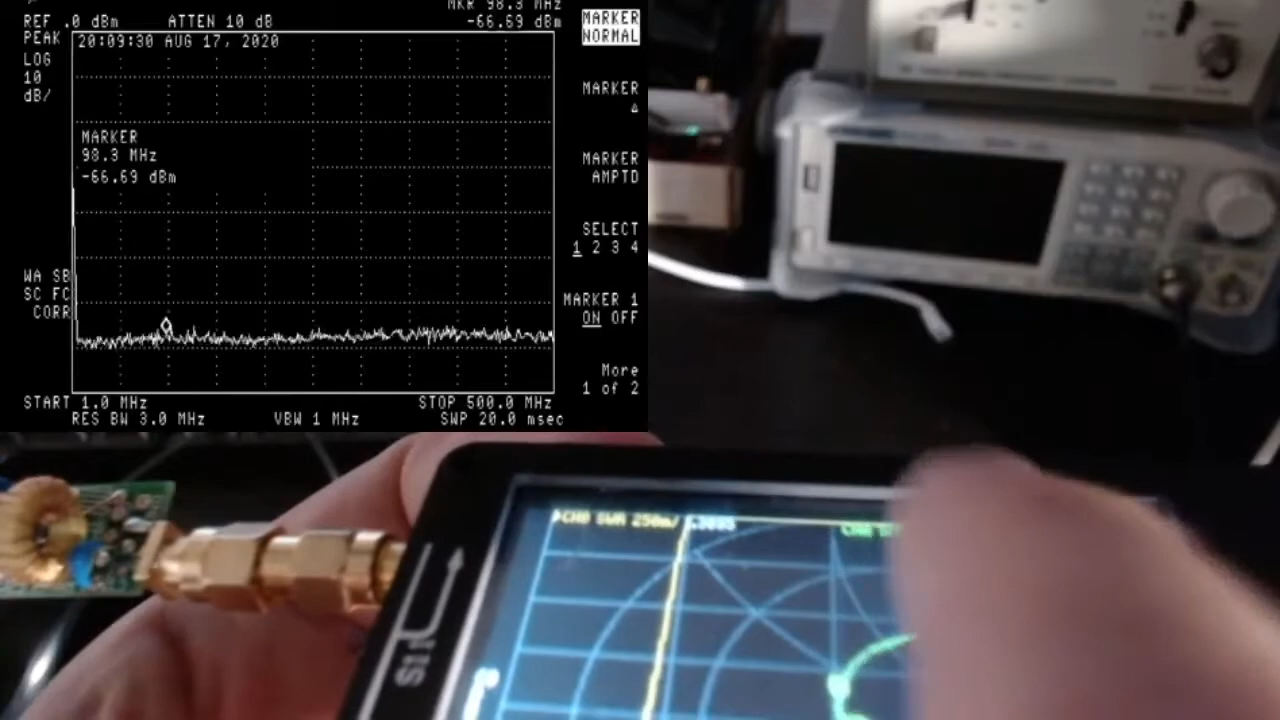 MKR 98.3 MHz
REF .0 dBm ATTEN 10 dB -66.69 dBm
PEAK
LOG
10
dB/
20:09:30 AUG 17, 2020
MARKER
98.3 MHz
-66.69 dBm
WA SB
SC FC
CORR
START 1.0 MHz STOP 500.0 MHz
RES BW 3.0 MHz VBW 1 MHz SWP 20.0 msec
MARKER
NORMAL
MARKER
Δ
MARKER
AMPTD
SELECT
1 2 3 4
MARKER 1
ON OFF
More
1 of 2
CH0 SWR 250m/
S11